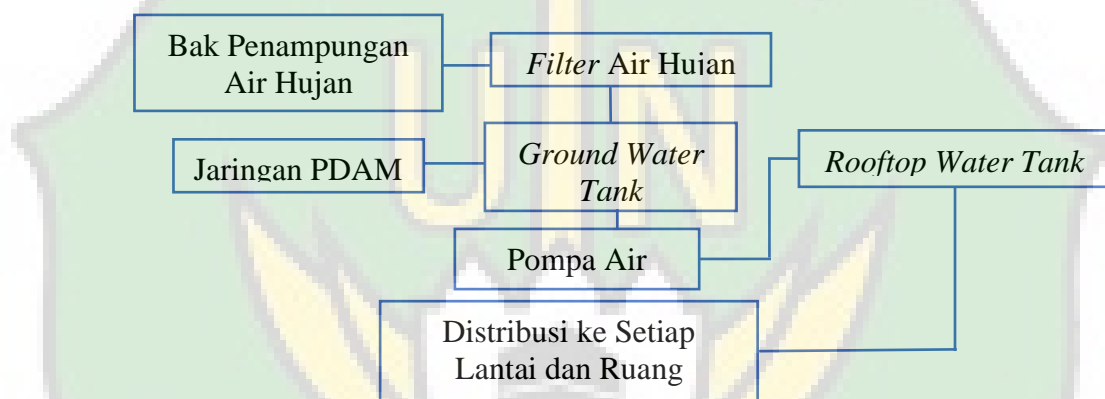 Bak Penampungan
Air Hujan
Filter Air Hujan
Jaringan PDAM
Ground Water
Tank
Rooftop Water Tank
Pompa Air
Distribusi ke Setiap
Lantai dan Ruang
UIN